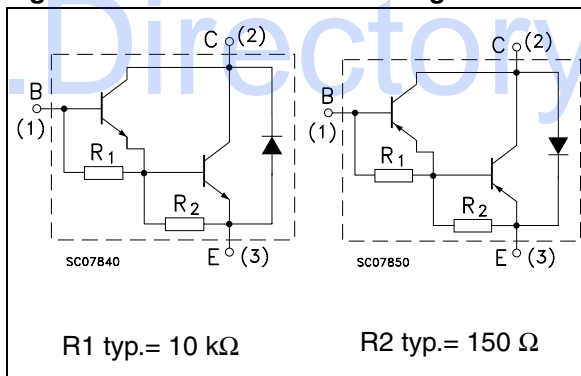 .Directory
C (2)
B
(1)
R1
R2
E (3)
SC07840
C (2)
B
(1)
R1
R2
E (3)
SC07850
R1 typ.= 10 kΩ
R2 typ.= 150 Ω